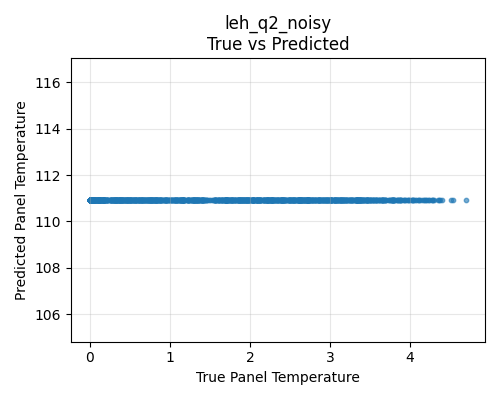 leh_q2_noisy
True vs Predicted
116
114
112
110
108
106
Predicted Panel Temperature
0 1 2 3 4
True Panel Temperature